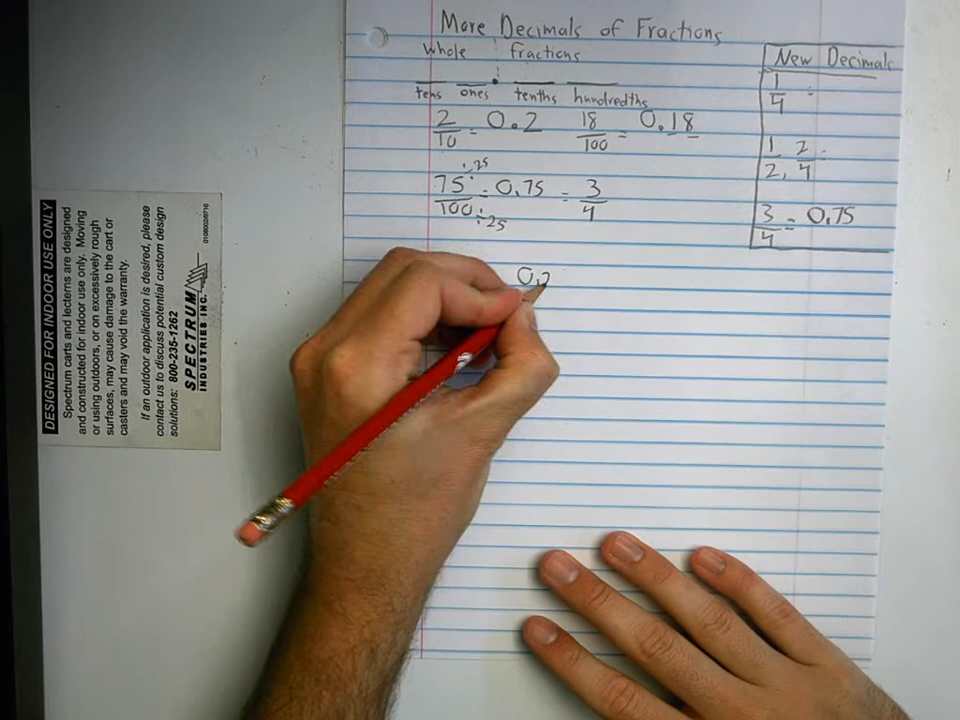 More Decimals of Fractions
whole fractions
tens ones . tenths hundredths
2/10 = 0.2 18/100 = 0.18
÷25
75/100 = 0.75 = 3/4
÷25
0.2
New Decimals
1/4 =
1/2, 2/4 =
3/4 = 0.75
DESIGNED FOR INDOOR USE ONLY
Spectrum carts and lecterns are designed
and constructed for indoor use only. Moving
or using outdoors, or on excessively rough
surfaces, may cause damage to the cart or
casters and may void the warranty.
If an outdoor application is desired, please
contact us to discuss potential custom design
solutions: 800-235-1262
SPECTRUM
INDUSTRIES INC.